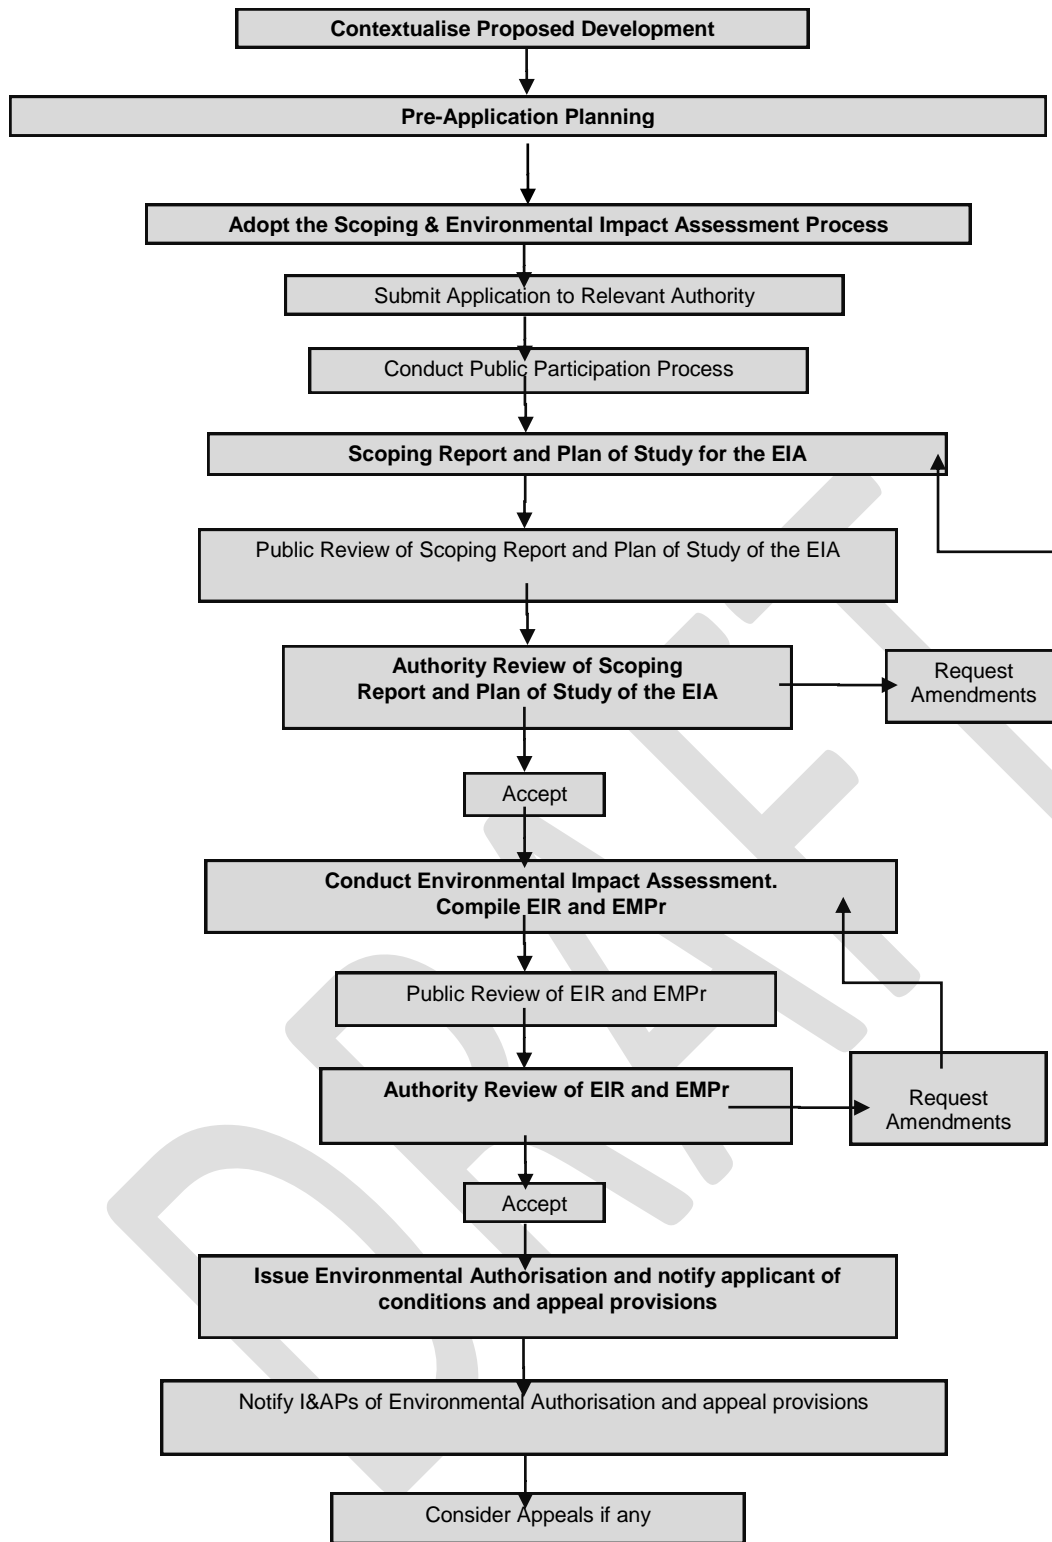 Contextualise Proposed Development
Pre-Application Planning
Adopt the Scoping & Environmental Impact Assessment Process
Submit Application to Relevant Authority
Conduct Public Participation Process
Scoping Report and Plan of Study for the EIA
Public Review of Scoping Report and Plan of Study of the EIA
Authority Review of Scoping
Report and Plan of Study of the EIA
Request
Amendments
Accept
Conduct Environmental Impact Assessment.
Compile EIR and EMPr
Public Review of EIR and EMPr
Authority Review of EIR and EMPr
Request
Amendments
Accept
Issue Environmental Authorisation and notify applicant of
conditions and appeal provisions
Notify I&APs of Environmental Authorisation and appeal provisions
Consider Appeals if any
DRAFT